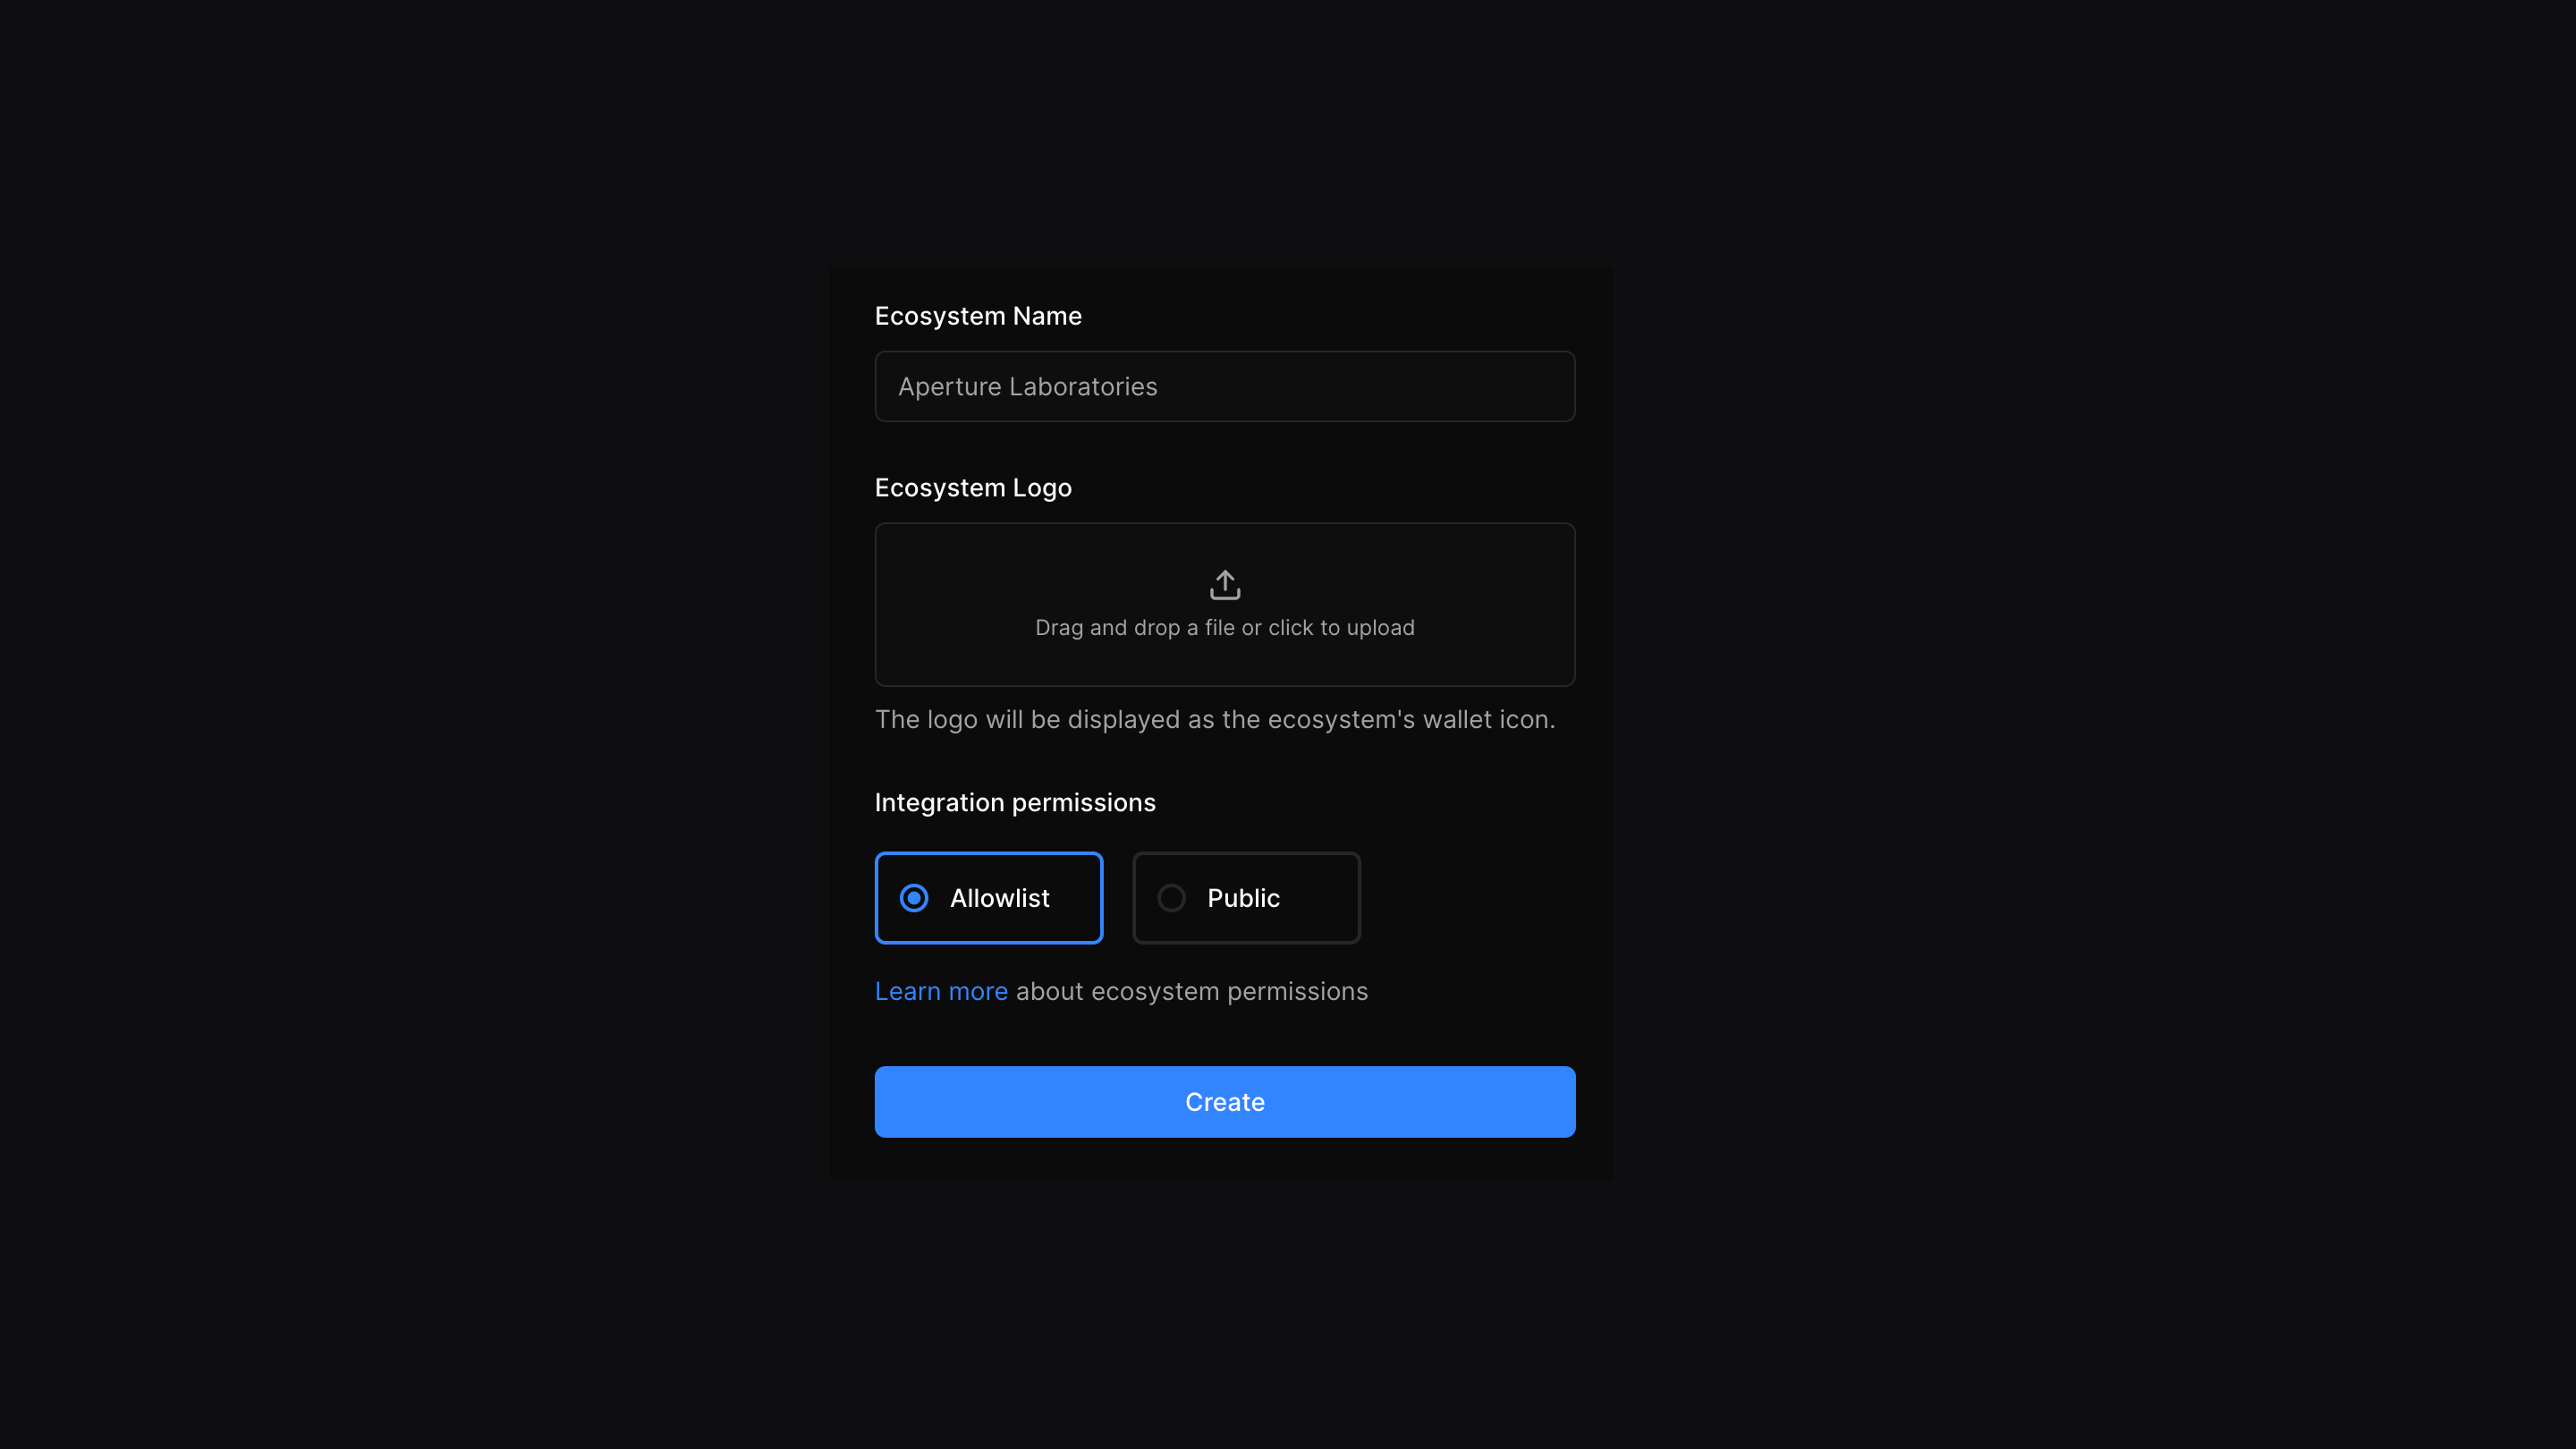 Ecosystem Name
Aperture Laboratories
Ecosystem Logo
Drag and drop a file or click to upload
The logo will be displayed as the ecosystem's wallet icon.
Integration permissions
Allowlist
Public
Learn more about ecosystem permissions
Create